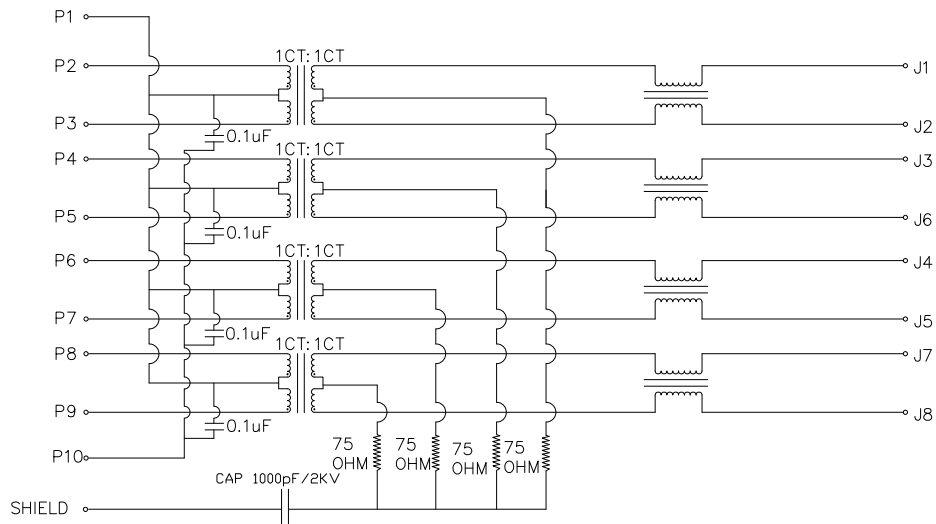 P1
1CT:1CT
P2
J1
P3
J2
0.1uF
1CT:1CT
P4
J3
P5
J6
0.1uF
1CT:1CT
P6
J4
P7
J5
0.1uF
1CT:1CT
P8
J7
P9
J8
0.1uF
75 OHM
75 OHM
75 OHM
75 OHM
P10
CAP 1000pF/2KV
SHIELD